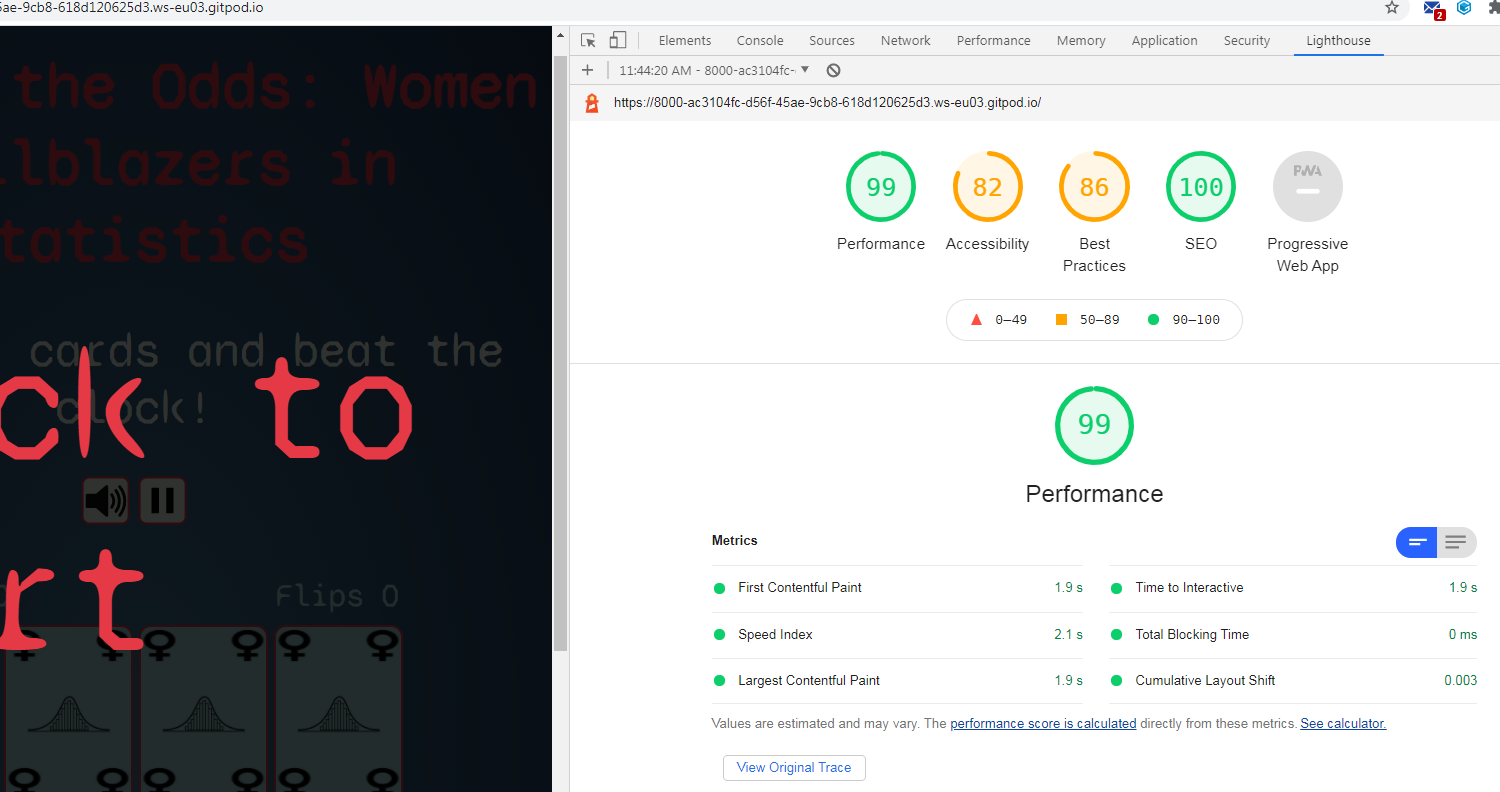 5ae-9cb8-618d120625d3.ws-eu03.gitpod.io
2
the Odds: Women
lblazers in
tatistics
cards and beat the
clock!
ck to
rt
Flips 0
Elements Console Sources Network Performance Memory Application Security Lighthouse
11:44:20 AM - 8000-ac3104fc-
https://8000-ac3104fc-d56f-45ae-9cb8-618d120625d3.ws-eu03.gitpod.io/
99 82 86 100 PWA
Performance Accessibility Best Practices SEO Progressive Web App
0–49 50–89 90–100
99
Performance
Metrics
First Contentful Paint 1.9 s Time to Interactive 1.9 s
Speed Index 2.1 s Total Blocking Time 0 ms
Largest Contentful Paint 1.9 s Cumulative Layout Shift 0.003
Values are estimated and may vary. The performance score is calculated directly from these metrics. See calculator.
View Original Trace